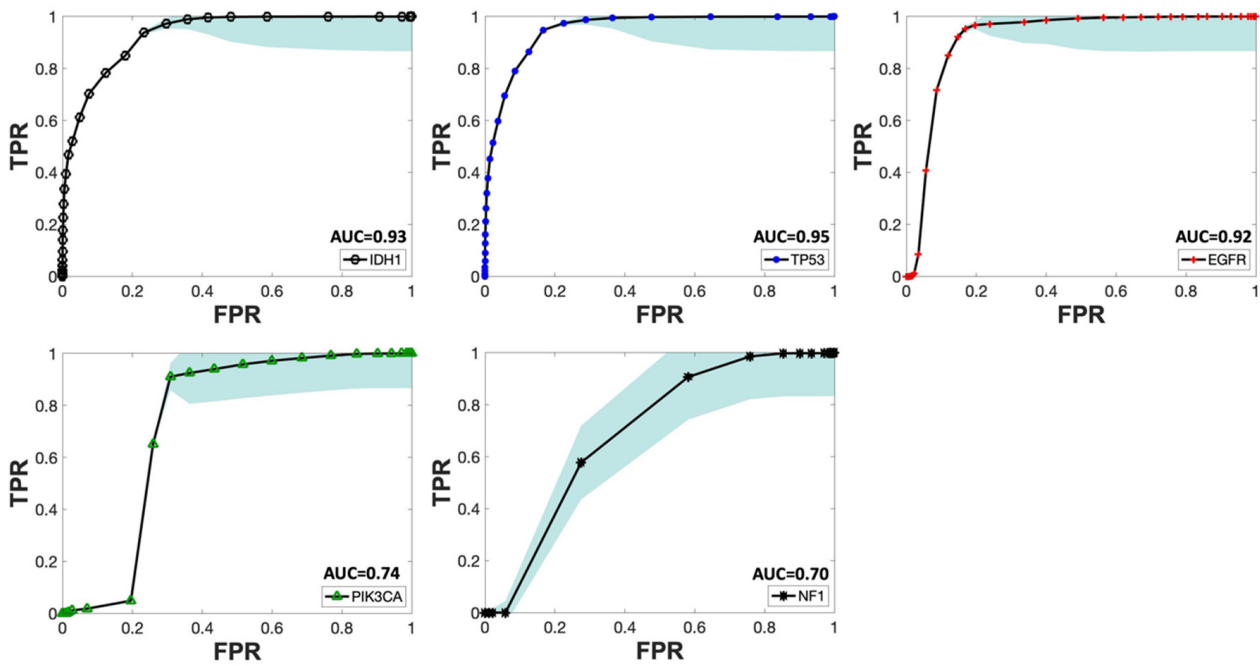 1
0.8
0.6
0.4
0.2
0
TPR
0 0.2 0.4 0.6 0.8 1
FPR
AUC=0.93
IDH1
1
0.8
0.6
0.4
0.2
0
TPR
0 0.2 0.4 0.6 0.8 1
FPR
AUC=0.95
TP53
1
0.8
0.6
0.4
0.2
0
TPR
0 0.2 0.4 0.6 0.8 1
FPR
AUC=0.92
EGFR
1
0.8
0.6
0.4
0.2
0
TPR
0 0.2 0.4 0.6 0.8 1
FPR
AUC=0.74
PIK3CA
1
0.8
0.6
0.4
0.2
0
TPR
0 0.2 0.4 0.6 0.8 1
FPR
AUC=0.70
NF1